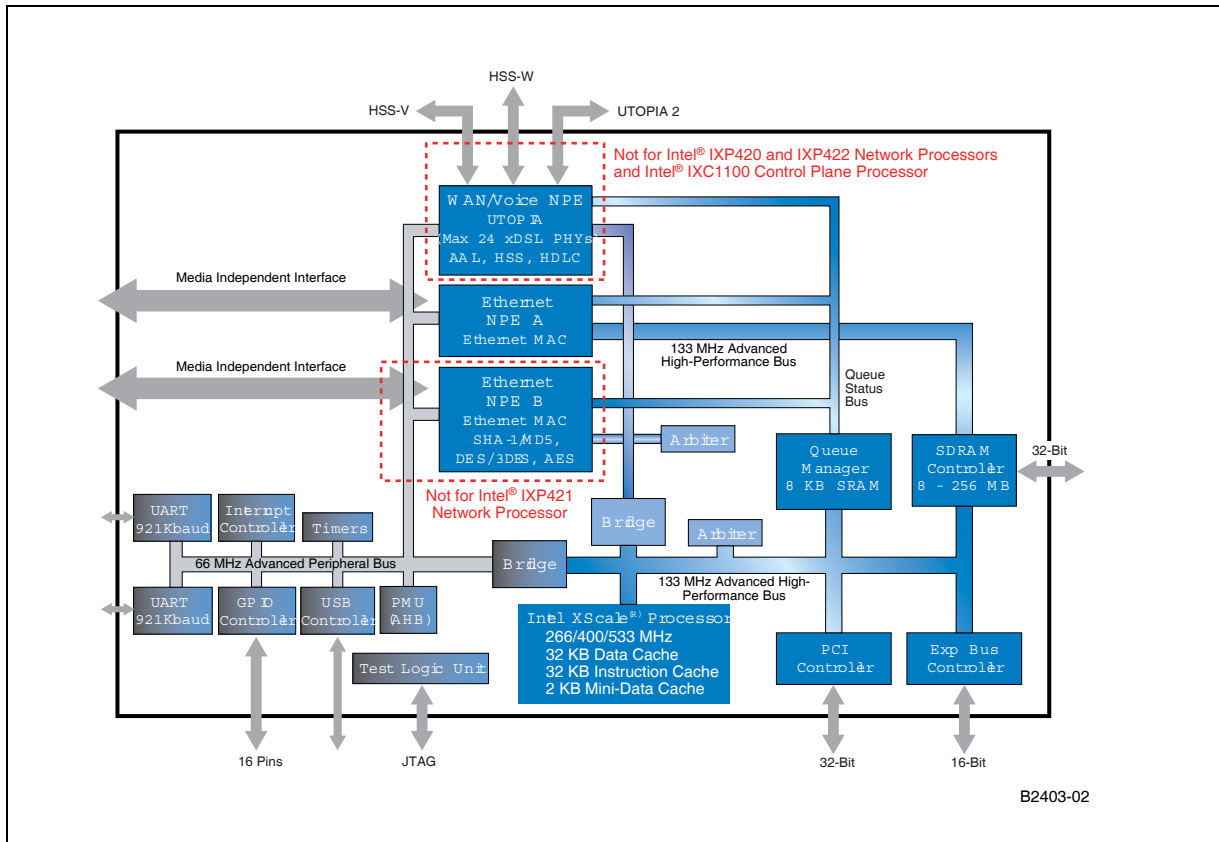 HSS-W
HSS-V
UTOPIA 2
Not for Intel® IXP420 and IXP422 Network Processors
and Intel® IXC1100 Control Plane Processor
WAN/Voice NPE
UTOPIA
(Max 24 xDSL PHYs)
AAL, HSS, HDLC
Media Independent Interface
Ethernet
NPE A
Ethernet MAC
133 MHz Advanced
High-Performance Bus
Queue
Status
Bus
Media Independent Interface
Ethernet
NPE B
Ethernet MAC
SHA-1/MD5,
DES/3DES, AES
Arbiter
Queue
Manager
8 KB SRAM
SDRAM
Controller
8 - 256 MB
32-Bit
Not for Intel® IXP421
Network Processor
UART
921Kbaud
Interrupt
Controller
Timers
Bridge
Arbiter
66 MHz Advanced Peripheral Bus
Bridge
133 MHz Advanced High-
Performance Bus
UART
921Kbaud
GPIO
Controller
USB
Controller
PMU
(AHB)
Intel XScale(R) Processor
266/400/533 MHz
32 KB Data Cache
32 KB Instruction Cache
2 KB Mini-Data Cache
PCI
Controller
Exp Bus
Controller
Test Logic Unit
16 Pins
JTAG
32-Bit
16-Bit
B2403-02